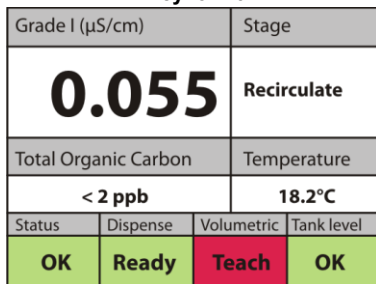 Grade I (µS/cm) Stage
0.055 Recirculate
Total Organic Carbon Temperature
< 2 ppb 18.2°C
Status Dispense Volumetric Tank level
OK Ready Teach OK